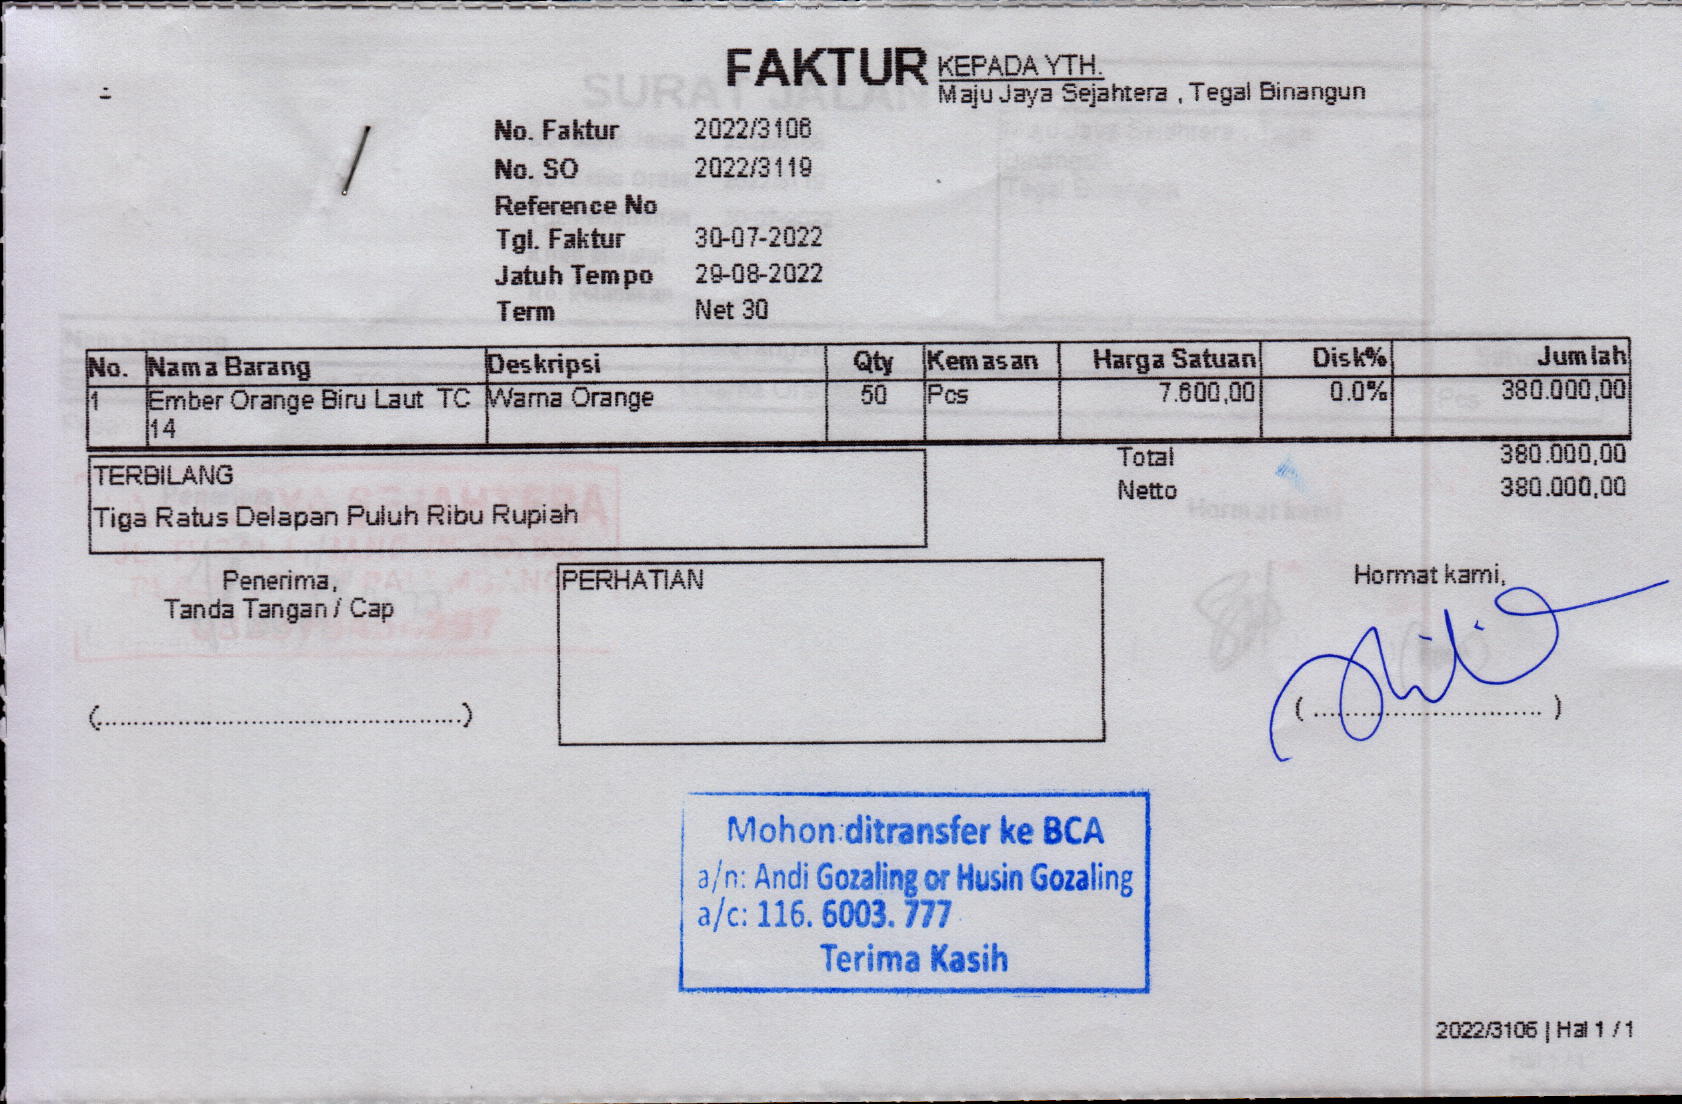 FAKTUR
KEPADA YTH.
Maju Jaya Sejahtera , Tegal Binangun
No. Faktur 2022/3106
No. SO 2022/3119
Reference No
Tgl. Faktur 30-07-2022
Jatuh Tempo 29-08-2022
Term Net 30
No. Nama Barang Deskripsi Qty Kemasan Harga Satuan Disk% Jumlah
1 Ember Orange Biru Laut TC Warna Orange 50 Pcs 7.600,00 0.0% 380.000,00
14
Total 380.000,00
Netto 380.000,00
TERBILANG
Tiga Ratus Delapan Puluh Ribu Rupiah
Penerima,
Tanda Tangan / Cap
PERHATIAN
Hormat kami,
(................................................)
( .............................. )
Mohon ditransfer ke BCA
a/n: Andi Gozaling or Husin Gozaling
a/c: 116. 6003. 777
Terima Kasih
2022/3106 | Hal 1 / 1